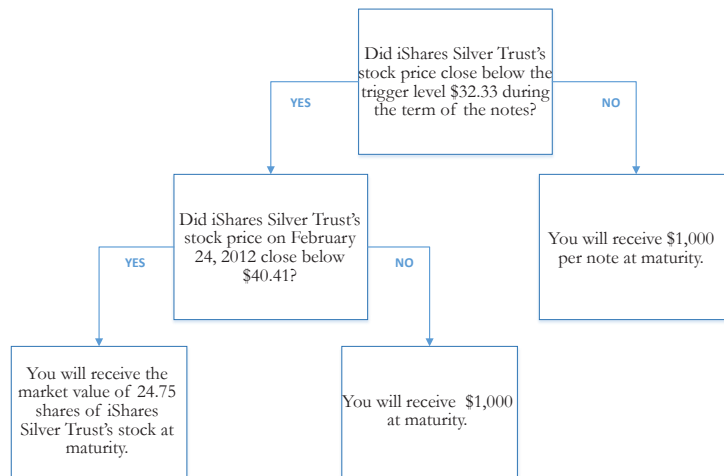 Did iShares Silver Trust's
stock price close below the
trigger level $32.33 during
the term of the notes?
YES
NO
Did iShares Silver Trust's
stock price on February
24, 2012 close below
$40.41?
You will receive $1,000
per note at maturity.
YES
NO
You will receive the
market value of 24.75
shares of iShares
Silver Trust's stock at
maturity.
You will receive $1,000
at maturity.